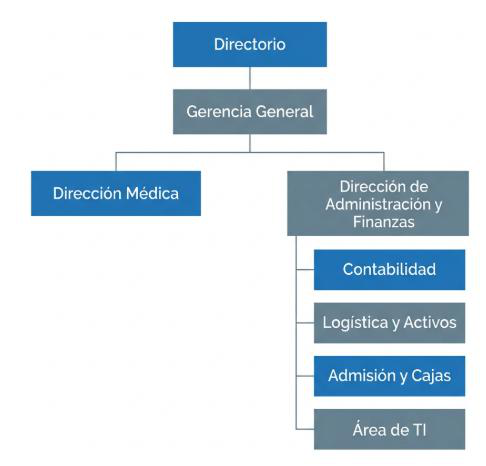 Directorio
Gerencia General
Dirección Médica
Dirección de
Administración y
Finanzas
Contabilidad
Logística y Activos
Admisión y Cajas
Área de TI